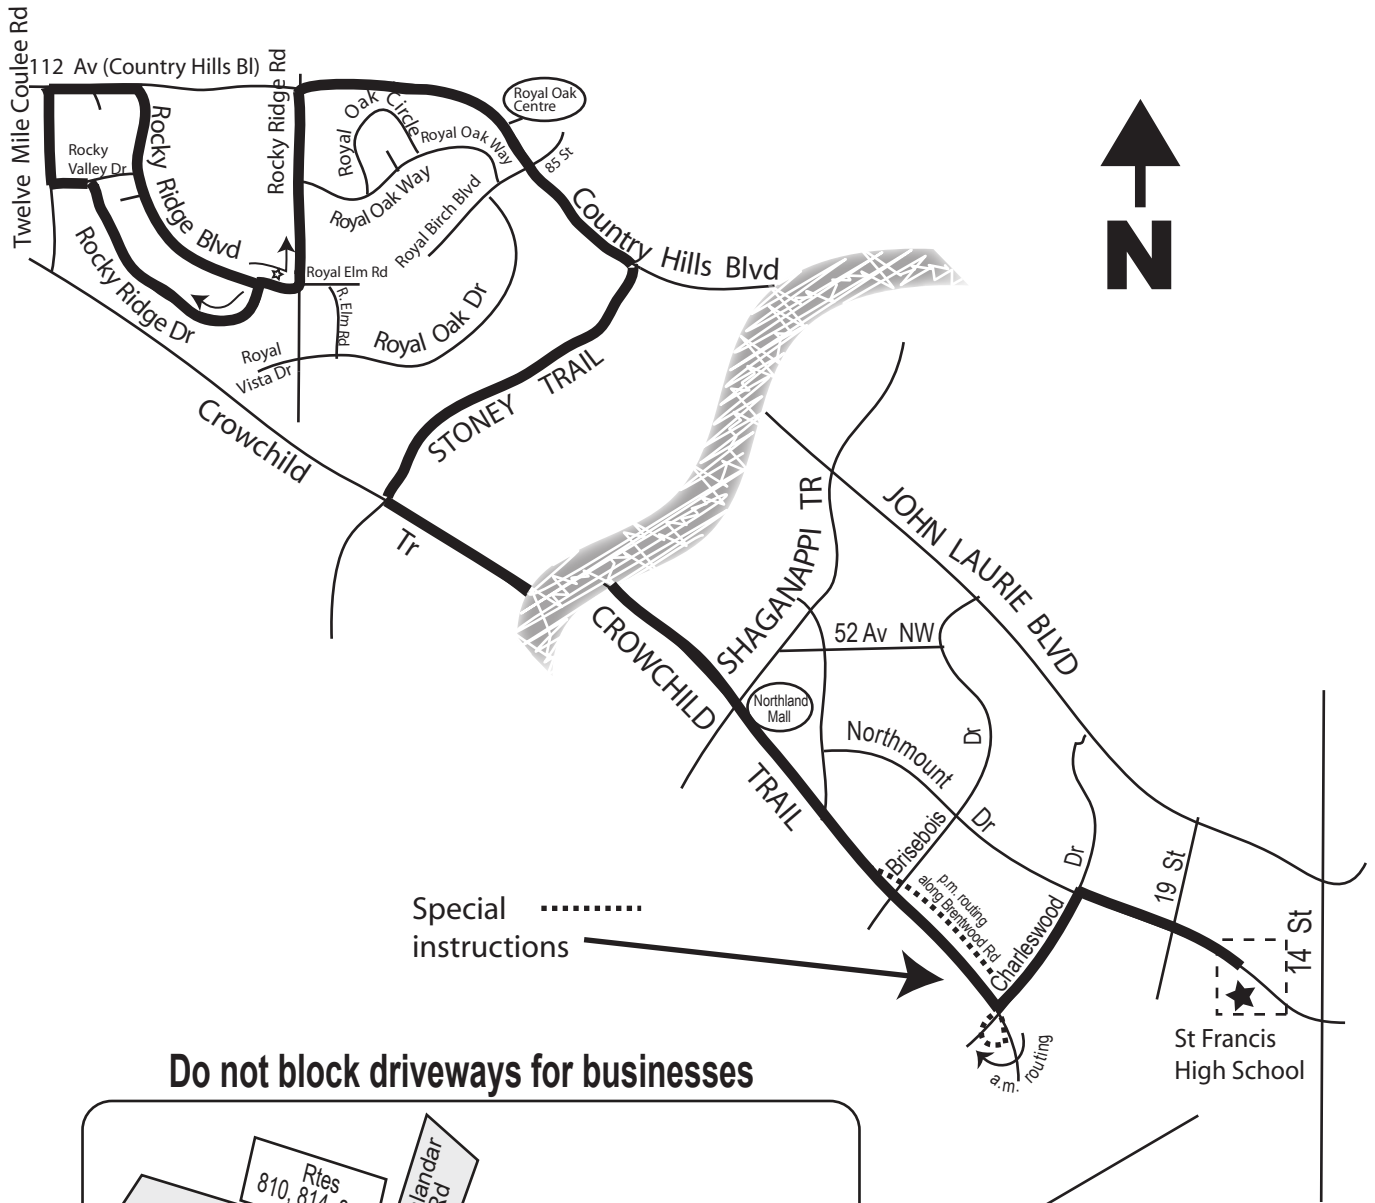 Twelve Mile Coulee Rd
112 Av (Country Hills Bl)
Rocky Ridge Rd
Royal Oak
Centre
Royal Oak Circle
Royal Oak Way
85 St
Rocky
Valley Dr
Rocky Ridge Blvd
Royal Oak Way
Royal Birch Blvd
Country Hills Blvd
N
Rocky Ridge Dr
Royal Elm Rd
R. Elm Rd
Royal Oak Dr
Royal
Vista Dr
STONEY TRAIL
Crowchild Tr
SHAGANAPPI TR
JOHN LAURIE BLVD
CROWCHILD TRAIL
52 Av NW
Northland
Mall
Dr
Northmount Dr
Brisebois
Dr
19 St
p.m. routing
along Brentwood Rd
Charleswood
14 St
Special
instructions
St Francis
High School
a.m. routing
Do not block driveways for businesses
Rtes
810, 814,